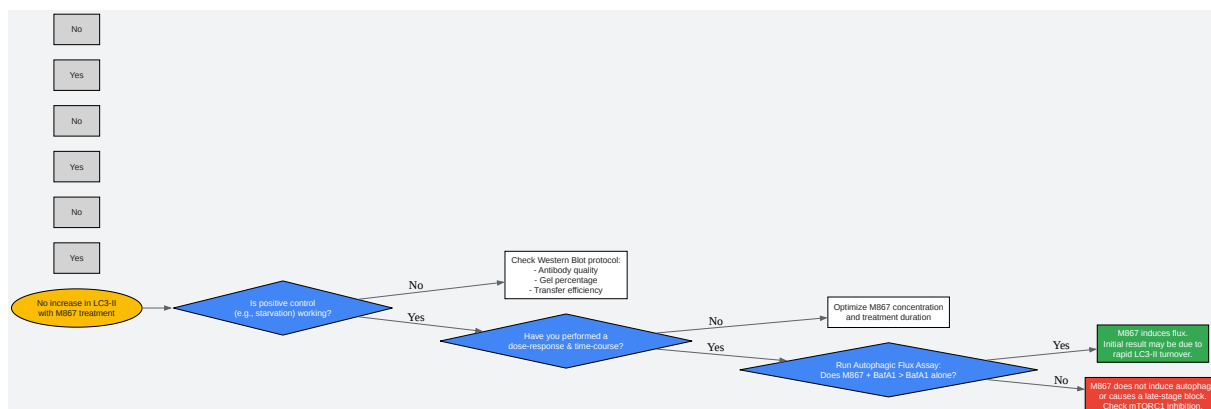 No
Yes
No
Yes
No
Yes
No increase in LC3-II
with M867 treatment
Is positive control
(e.g., starvation) working?
No
Yes
Check Western Blot protocol:
- Antibody quality
- Gel percentage
- Transfer efficiency
Have you performed a
dose-response & time-course?
No
Yes
Optimize M867 concentration
and treatment duration
Run Autophagic Flux Assay:
Does M867 + BafA1 > BafA1 alone?
Yes
No
M867 induces flux.
Initial result may be due to
rapid LC3-II turnover.
M867 does not induce autophag
or causes a late-stage block.
Check mTORC1 inhibition.